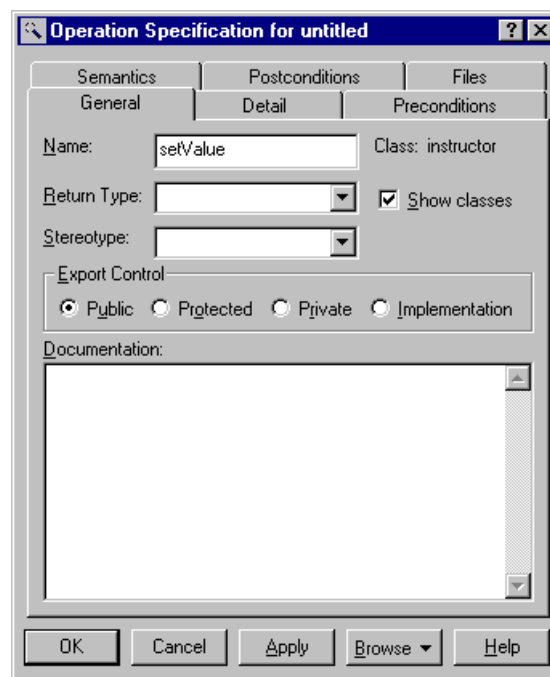 Operation Specification for untitled
Semantics Postconditions Files
General Detail Preconditions
Name: setValue Class: instructor
Return Type: Show classes
Stereotype:
Export Control
Public Protected Private Implementation
Documentation:
OK Cancel Apply Browse Help